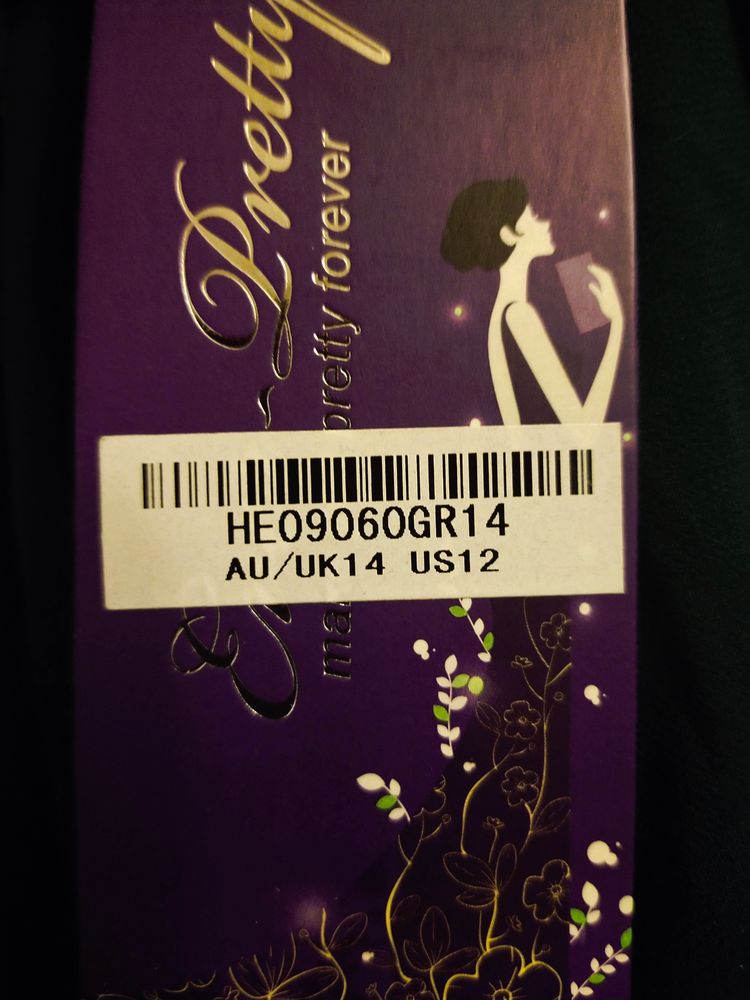 Pretty
pretty forever
HE09060GR14
AU/UK14 US12